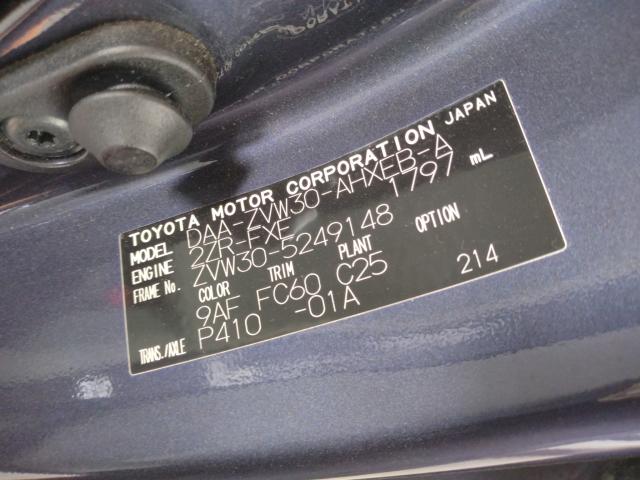 TOYOTA MOTOR CORPORATION JAPAN
MODEL DAA-ZVW30-AHXEB-A
ENGINE 2ZR-FXE 1797 mL
FRAME No. ZVW30-5249148
COLOR TRIM PLANT OPTION
9AF FC60 C25 214
TRANS./AXLE P410 -01A